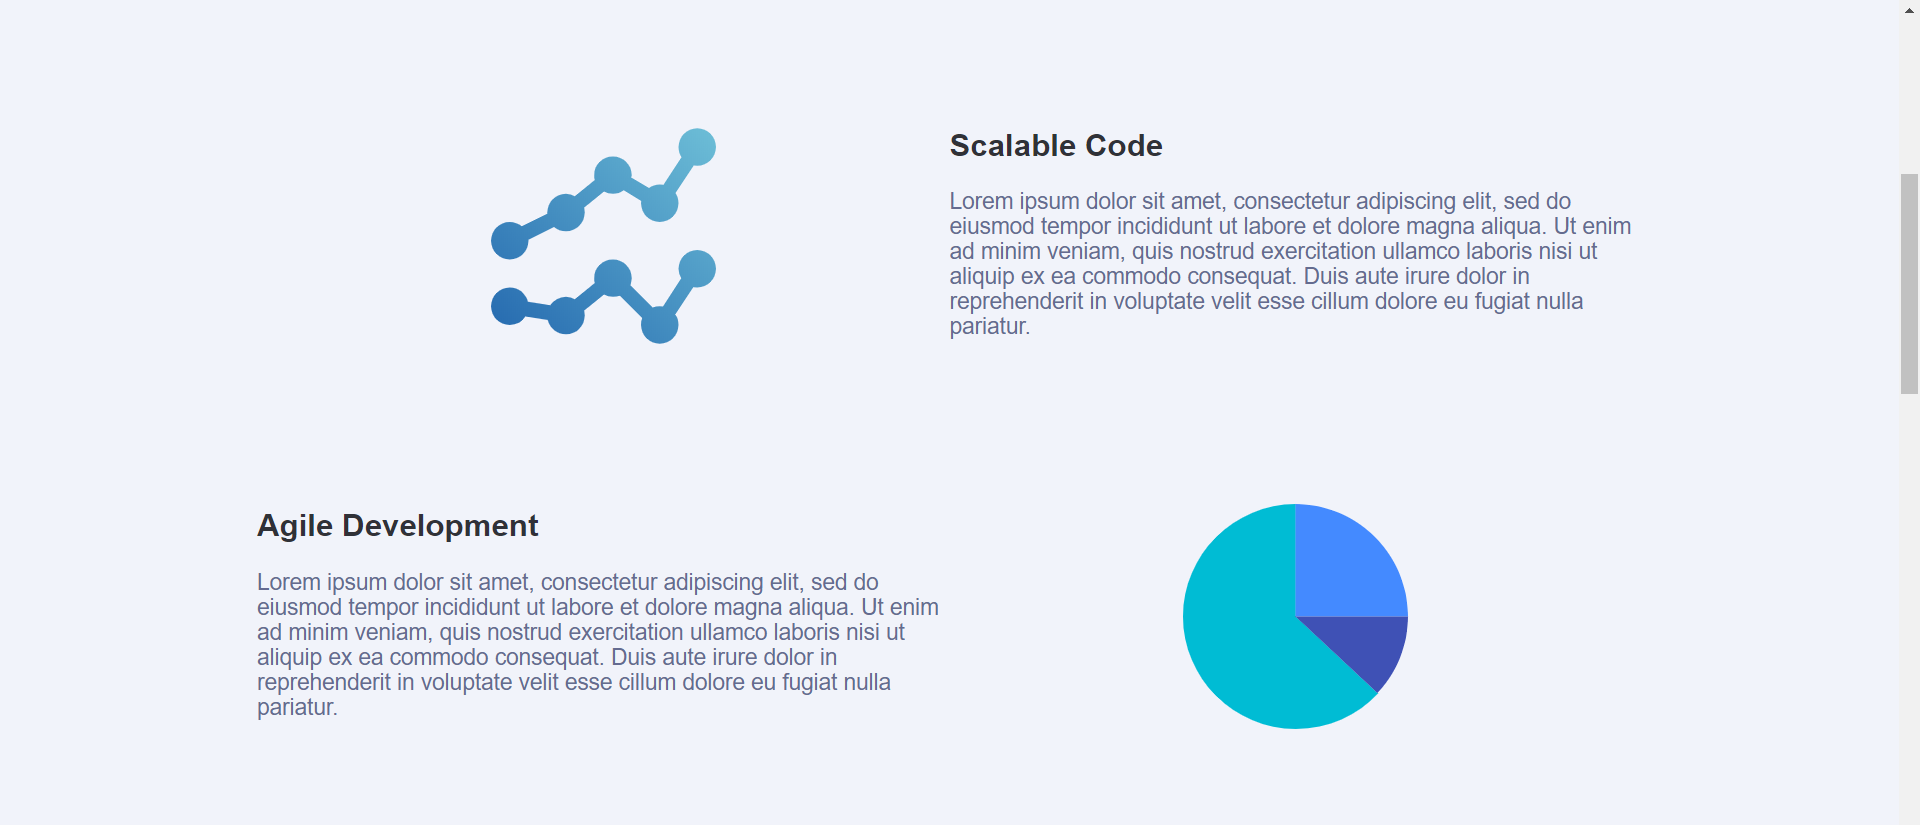 Scalable Code
Lorem ipsum dolor sit amet, consectetur adipiscing elit, sed do
eiusmod tempor incididunt ut labore et dolore magna aliqua. Ut enim
ad minim veniam, quis nostrud exercitation ullamco laboris nisi ut
aliquip ex ea commodo consequat. Duis aute irure dolor in
reprehenderit in voluptate velit esse cillum dolore eu fugiat nulla
pariatur.
Agile Development
Lorem ipsum dolor sit amet, consectetur adipiscing elit, sed do
eiusmod tempor incididunt ut labore et dolore magna aliqua. Ut enim
ad minim veniam, quis nostrud exercitation ullamco laboris nisi ut
aliquip ex ea commodo consequat. Duis aute irure dolor in
reprehenderit in voluptate velit esse cillum dolore eu fugiat nulla
pariatur.